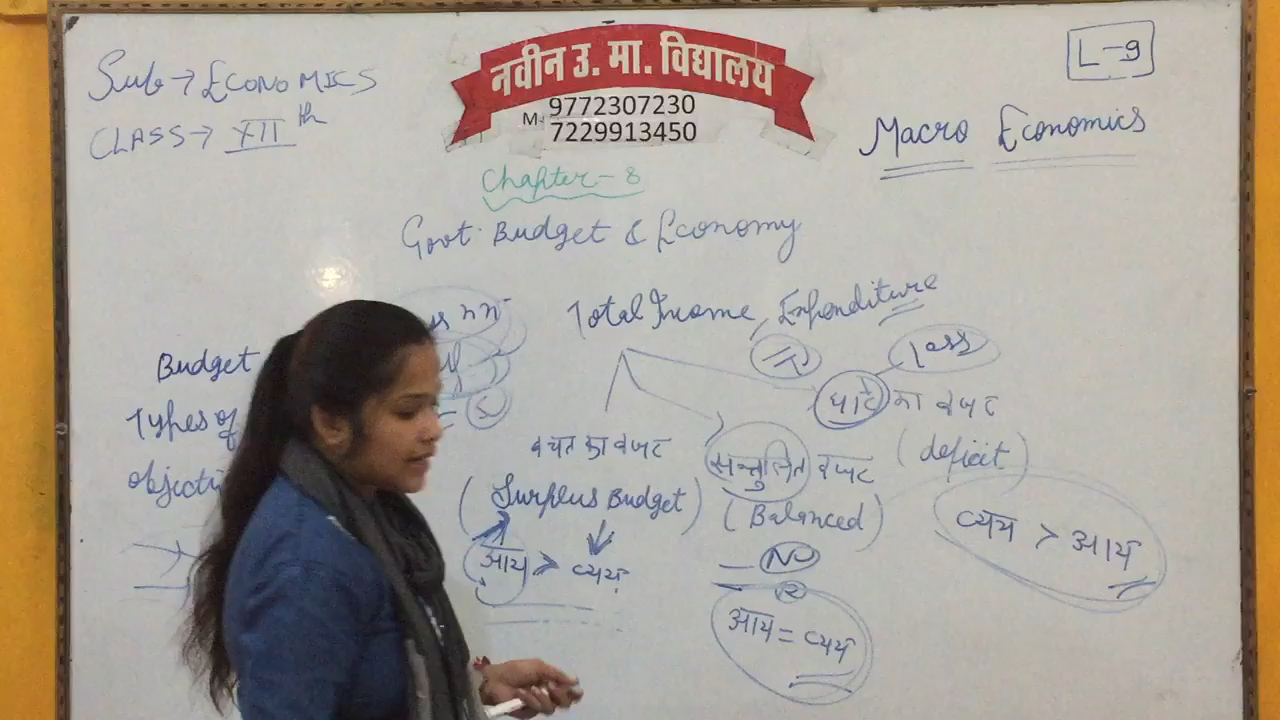 Sub → ECONOMICS
CLASS → XII th
नवीन उ. मा. विद्यालय
M- 9772307230
7229913450
L-9
Macro Economics
Chapter-8
Govt. Budget & Economy
Total Income, Expenditure
Loss
Budget
Types of
घाटे का बजट
(deficit)
बचत का बजट
सन्तुलित बजट
(Surplus Budget)
(Balanced)
व्यय > आय
आय > व्यय
NO
आय = व्यय